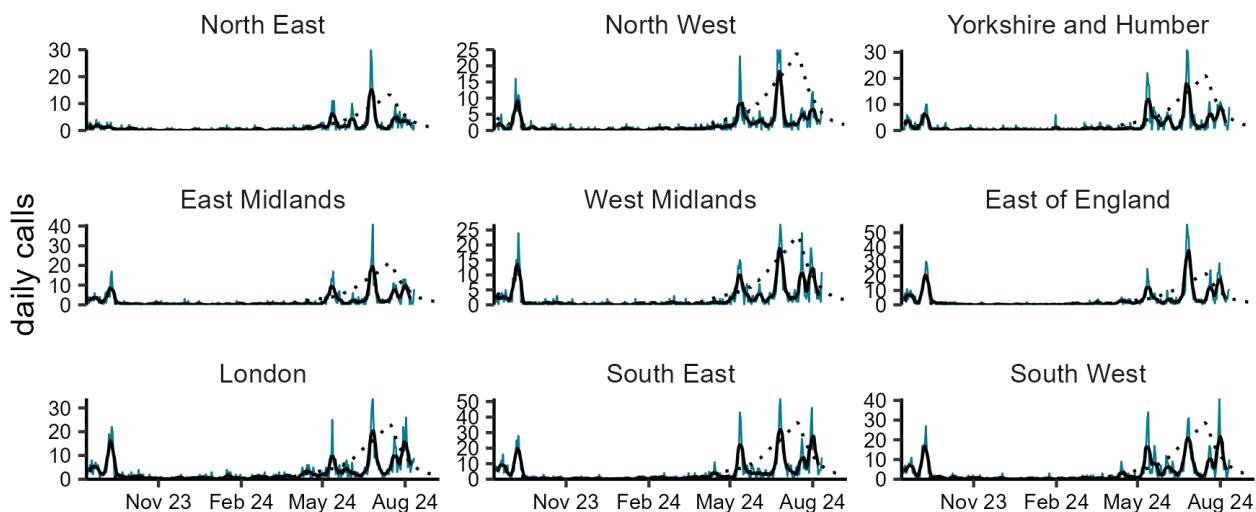 North East North West Yorkshire and Humber
30 25 30
20 20 20
10 15 10
0 10 0
5
0
East Midlands West Midlands East of England
40 25 50
30 20 40
20 15 30
10 10 20
0 5 10
0 0
daily calls
London South East South West
30 50 40
20 40 30
10 30 20
0 20 10
10 0
0
Nov 23 Feb 24 May 24 Aug 24 Nov 23 Feb 24 May 24 Aug 24 Nov 23 Feb 24 May 24 Aug 24